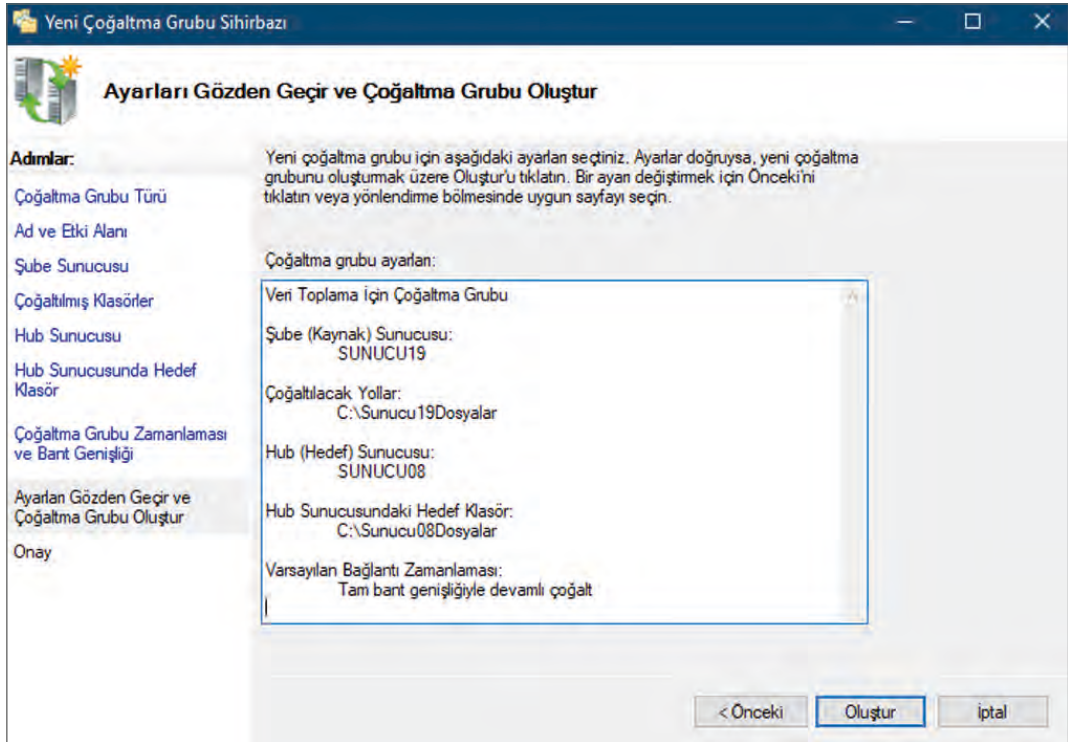 Yeni Çoğaltma Grubu Sihirbazı
Ayarları Gözden Geçir ve Çoğaltma Grubu Oluştur
Adımlar:
Çoğaltma Grubu Türü
Ad ve Etki Alanı
Şube Sunucusu
Çoğaltılmış Klasörler
Hub Sunucusu
Hub Sunucusunda Hedef
Klasör
Çoğaltma Grubu Zamanlaması
ve Bant Genişliği
Ayarları Gözden Geçir ve
Çoğaltma Grubu Oluştur
Onay
Yeni çoğaltma grubu için aşağıdaki ayarları seçtiniz. Ayarlar doğruysa, yeni çoğaltma
grubunu oluşturmak üzere Oluştur'u tıklatın. Bir ayarı değiştirmek için Önceki'ni
tıklatın veya yönlendirme bölmesinde uygun sayfayı seçin.
Çoğaltma grubu ayarları:
Veri Toplama İçin Çoğaltma Grubu
Şube (Kaynak) Sunucusu:
SUNUCU19
Çoğaltılacak Yollar:
C:\Sunucu19Dosyalar
Hub (Hedef) Sunucusu:
SUNUCU08
Hub Sunucusundaki Hedef Klasör:
C:\Sunucu08Dosyalar
Varsayılan Bağlantı Zamanlaması:
Tam bant genişliğiyle devamlı çoğalt
< Önceki
Oluştur
İptal